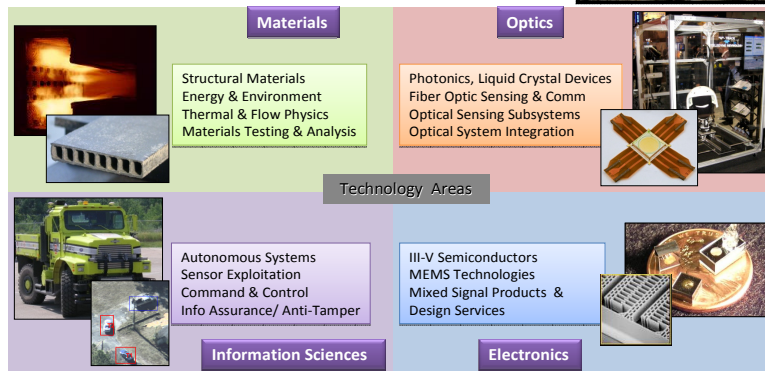 Materials
Optics
Structural Materials
Energy & Environment
Thermal & Flow Physics
Materials Testing & Analysis
Photonics, Liquid Crystal Devices
Fiber Optic Sensing & Comm
Optical Sensing Subsystems
Optical System Integration
Technology Areas
Autonomous Systems
Sensor Exploitation
Command & Control
Info Assurance/ Anti-Tamper
III-V Semiconductors
MEMS Technologies
Mixed Signal Products &
Design Services
Information Sciences
Electronics